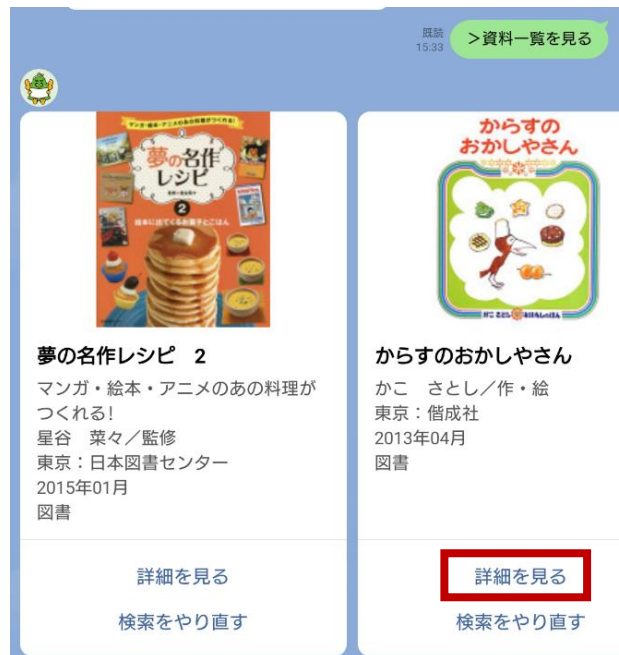 既読
15:33
>資料一覧を見る
マンガ・絵本・アニメのあの料理がつくれる!
夢の名作
レシピ
2
絵本に出てくるお菓子とごはん
夢の名作レシピ 2
マンガ・絵本・アニメのあの料理が
つくれる!
星谷 菜々／監修
東京：日本図書センター
2015年01月
図書
詳細を見る
検索をやり直す
からすの
おかしやさん
からすのおかしやさん
かこ さとし／作・絵
東京：偕成社
2013年04月
図書
詳細を見る
検索をやり直す